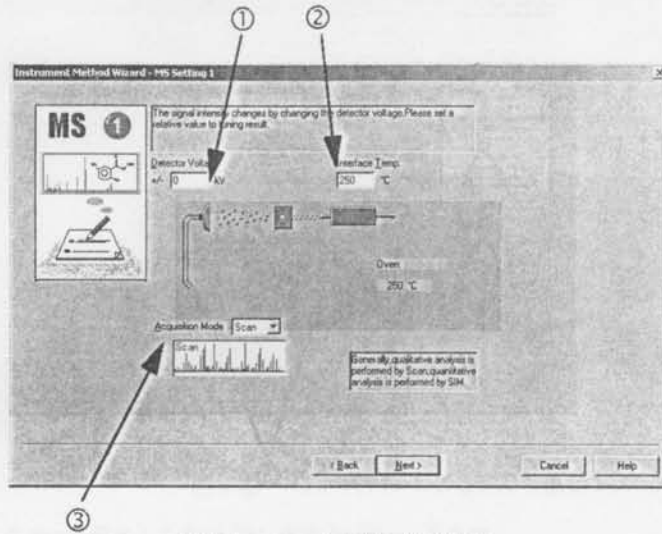 ① ②
Instrument Method Wizard - MS Setting 1
MS 1
The signal intensity changes by changing the detector voltage.Please set a
relative value to tuning result.
Detector Interface Temp.
+/- 0 kV 250 °C
Oven
250 °C
Acquisition Mode Scan
Scan
Generally,qualitative analysis is
performed by Scan,quantitative
analysis is performed by SIM.
< Back Next > Cancel Help
③